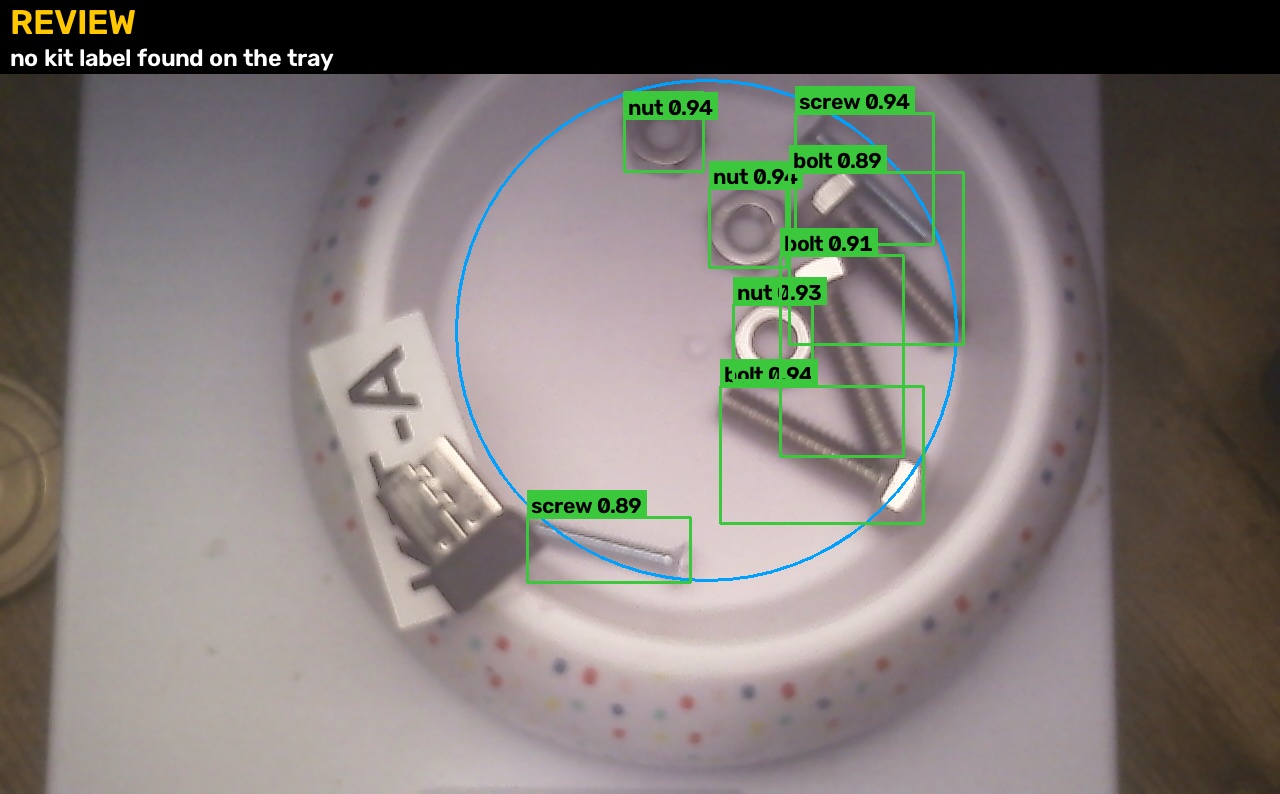 REVIEW
no kit label found on the tray
nut 0.94
screw 0.94
bolt 0.89
nut 0.94
bolt 0.91
nut 0.93
bolt 0.94
screw 0.89
-A